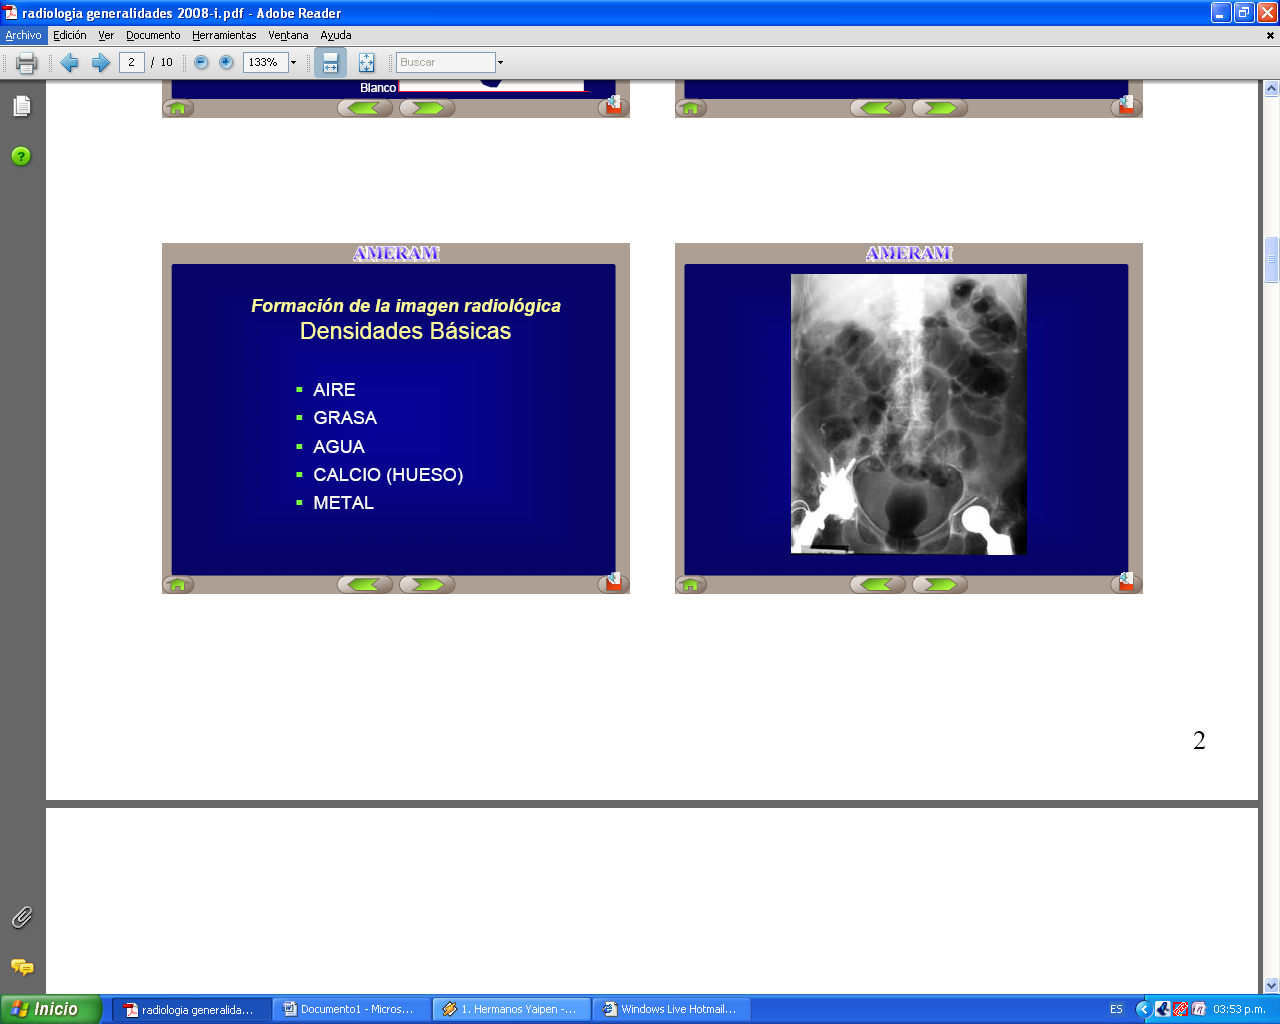 radiologia generalidades 2008-i.pdf - Adobe Reader
Archivo Edición Ver Documento Herramientas Ventana Ayuda
2 / 10 133% Buscar
Blanco
AMERAM
Formación de la imagen radiológica
Densidades Básicas
AIRE
GRASA
AGUA
CALCIO (HUESO)
METAL
AMERAM
2
Inicio radiologia generalida... Documento1 - Micros... 1. Hermanos Yaipen -... Windows Live Hotmail... ES 03:53 p.m.